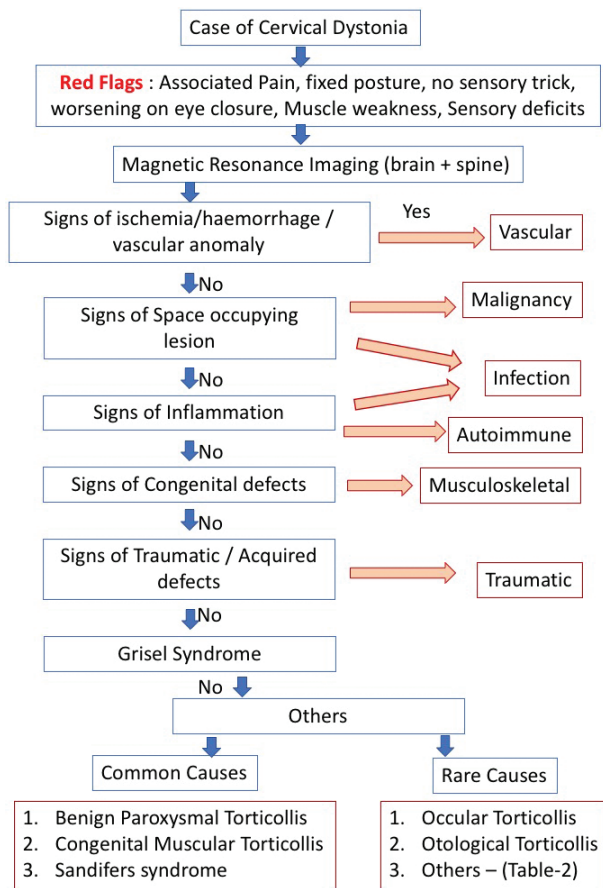 Case of Cervical Dystonia
Red Flags : Associated Pain, fixed posture, no sensory trick,
worsening on eye closure, Muscle weakness, Sensory deficits
Magnetic Resonance Imaging (brain + spine)
Signs of ischemia/haemorrhage /
vascular anomaly
Yes
Vascular
No
Signs of Space occupying
lesion
Malignancy
Infection
No
Signs of Inflammation
Autoimmune
No
Signs of Congenital defects
Musculoskeletal
No
Signs of Traumatic / Acquired
defects
Traumatic
No
Grisel Syndrome
No
Others
Common Causes
1. Benign Paroxysmal Torticollis
2. Congenital Muscular Torticollis
3. Sandifers syndrome
Rare Causes
1. Occular Torticollis
2. Otological Torticollis
3. Others – (Table-2)